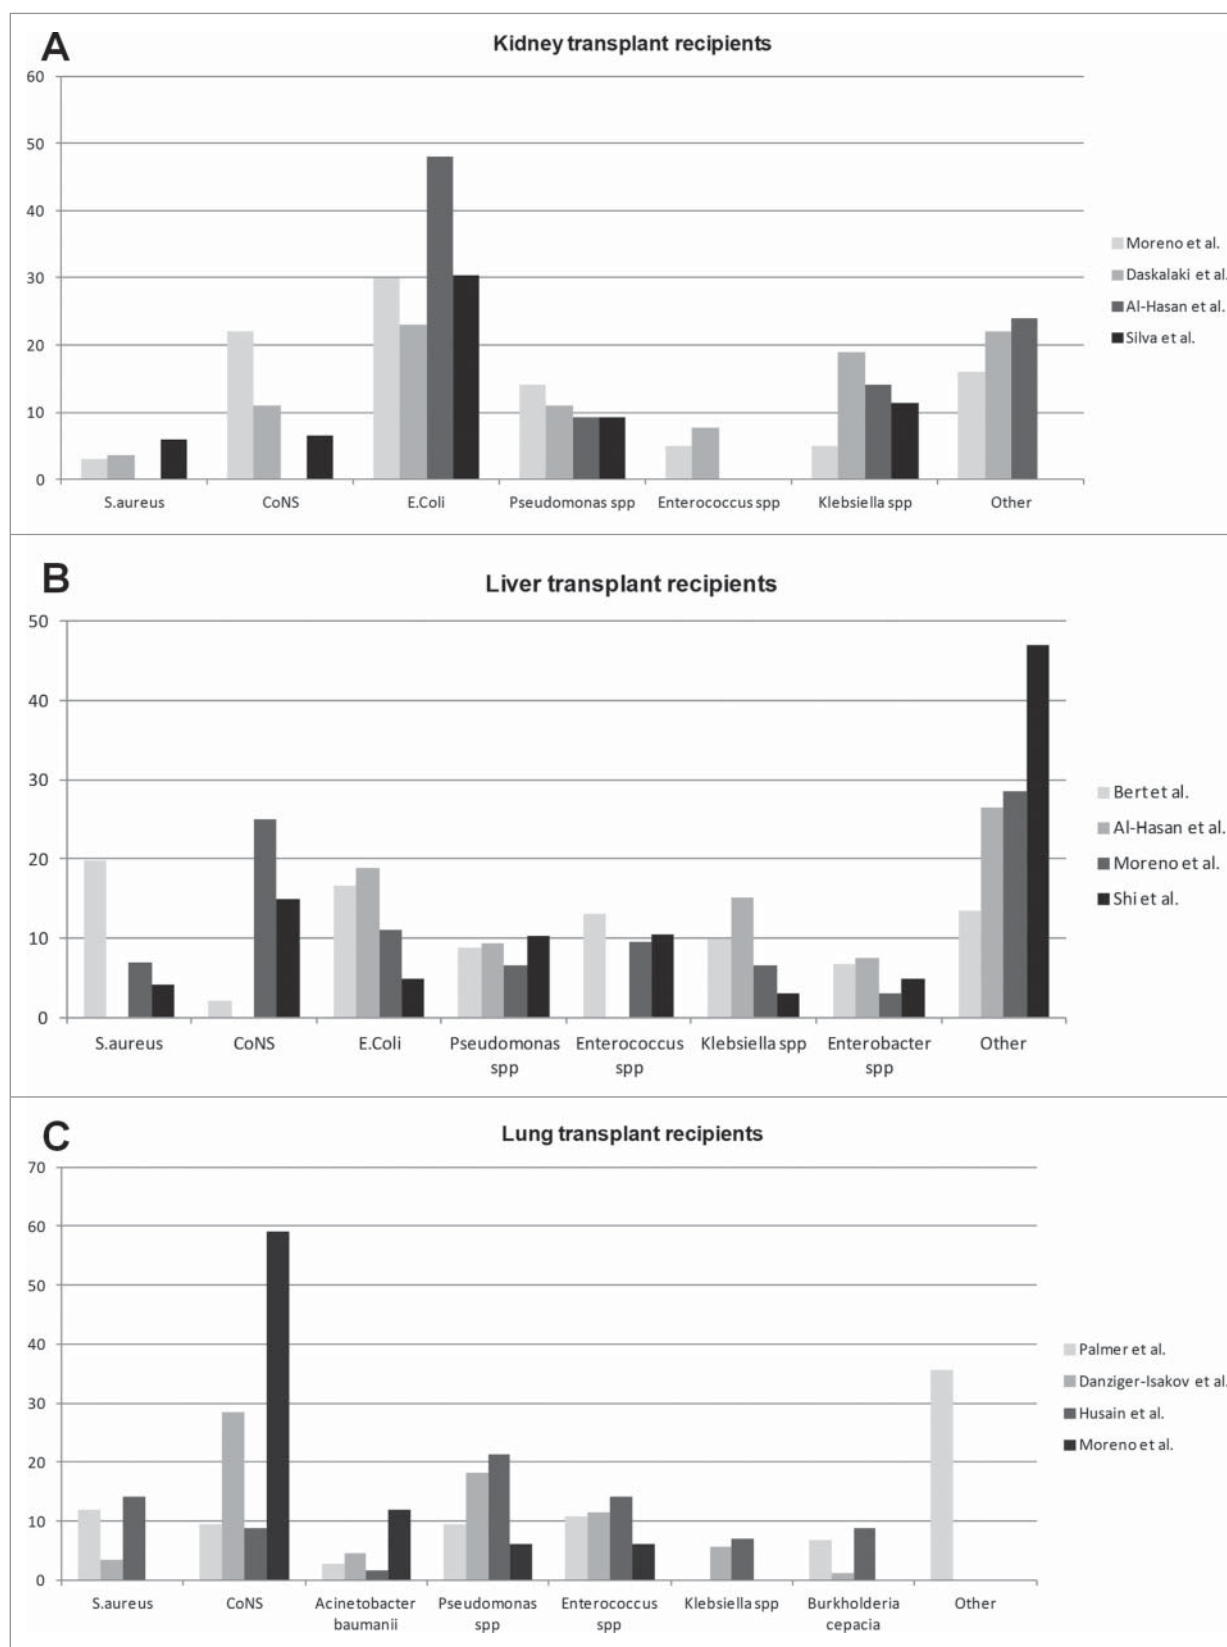 A
Kidney transplant recipients
60
50
40
30
20
10
0
S.aureus
CoNS
E.Coli
Pseudomonas spp
Enterococcus spp
Klebsiella spp
Other
Moreno et al.
Daskalaki et al.
Al-Hasan et al.
Silva et al.
B
Liver transplant recipients
50
40
30
20
10
0
S.aureus
CoNS
E.Coli
Pseudomonas
spp
Enterococcus
spp
Klebsiella spp
Enterobacter
spp
Other
Bert et al.
Al-Hasan et al.
Moreno et al.
Shi et al.
C
Lung transplant recipients
70
60
50
40
30
20
10
0
S.aureus
CoNS
Acinetobacter
baumanii
Pseudomonas
spp
Enterococcus
spp
Klebsiella spp
Burkholderia
cepacia
Other
Palmer et al.
Danziger-Isakov et al.
Husain et al.
Moreno et al.